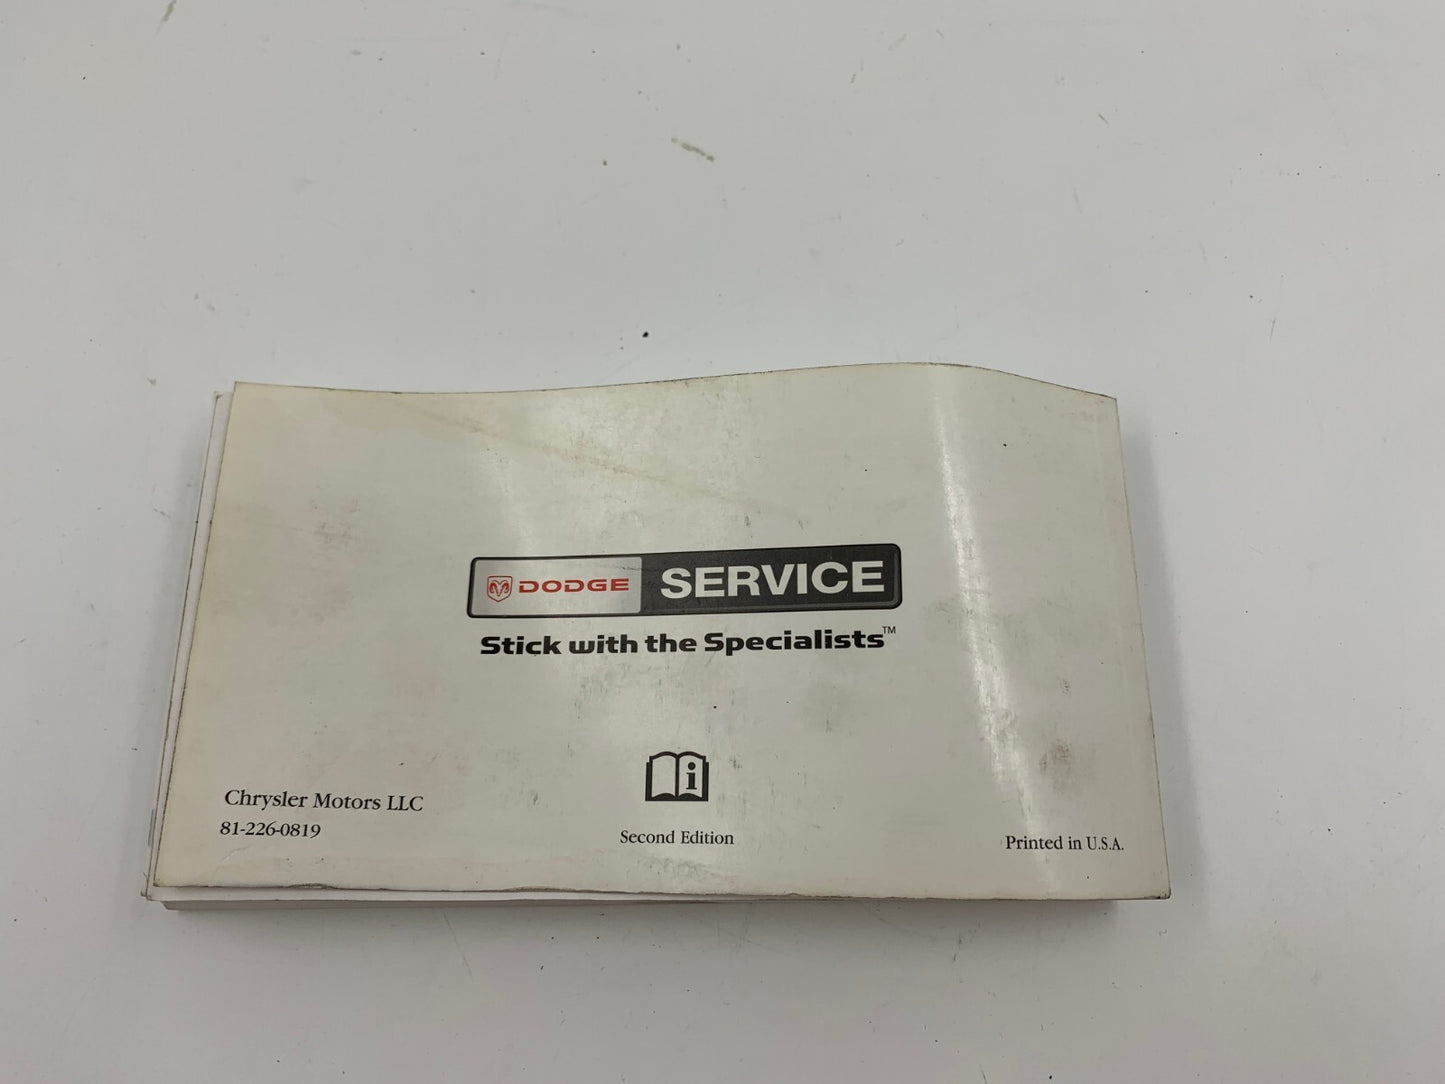 DODGE SERVICE
Stick with the Specialists™
i
Chrysler Motors LLC
81-226-0819
Second Edition
Printed in U.S.A.